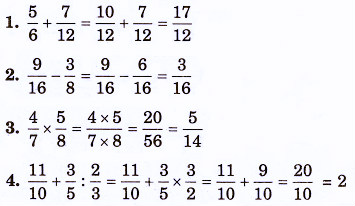 1. 5/6 + 7/12 = 10/12 + 7/12 = 17/12
2. 9/16 - 3/8 = 9/16 - 6/16 = 3/16
3. 4/7 × 5/8 = (4 × 5)/(7 × 8) = 20/56 = 5/14
4. 11/10 + 3/5 : 2/3 = 11/10 + 3/5 × 3/2 = 11/10 + 9/10 = 20/10 = 2